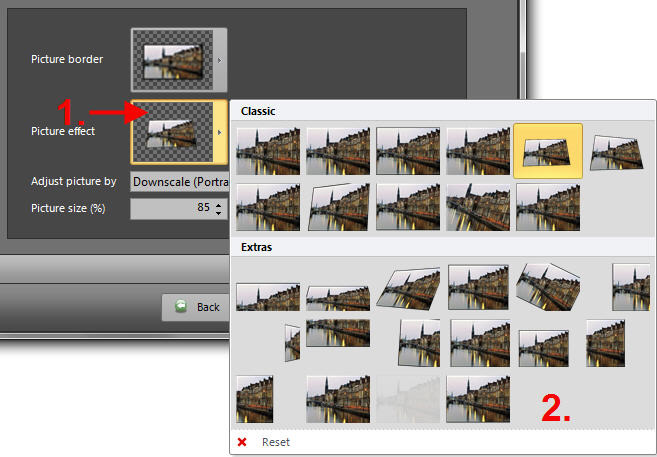 Picture border
1.
Picture effect
Classic
Adjust picture by
Downscale (Portra
Picture size (%)
85
Extras
Back
2.
Reset